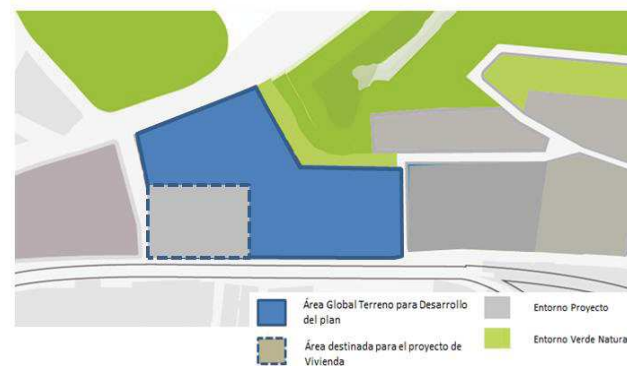 Área Global Terreno para Desarrollo
del plan
Entorno Proyecto
Área destinada para el proyecto de
Vivienda
Entorno Verde Natura